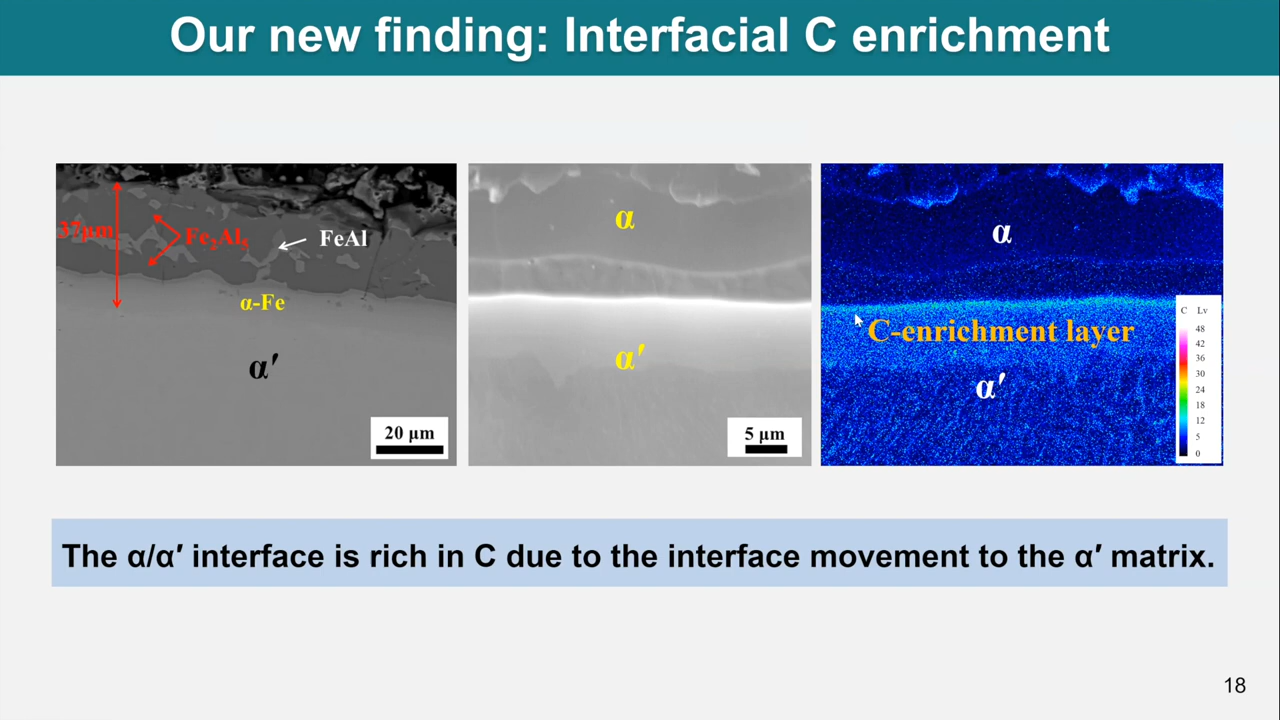 Our new finding: Interfacial C enrichment
37μm
Fe₂Al₅
FeAl
α-Fe
α′
20 μm
α
α′
5 μm
α
C-enrichment layer
α′
C Lv
48
42
36
30
24
18
12
5
0
The α/α′ interface is rich in C due to the interface movement to the α′ matrix.
18